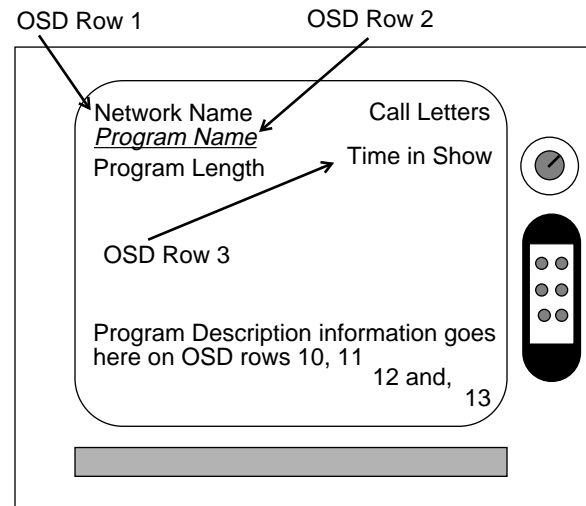 OSD Row 1
OSD Row 2
Network Name
Call Letters
Program Name
Program Length
Time in Show
OSD Row 3
Program Description information goes
here on OSD rows 10, 11
12 and,
13